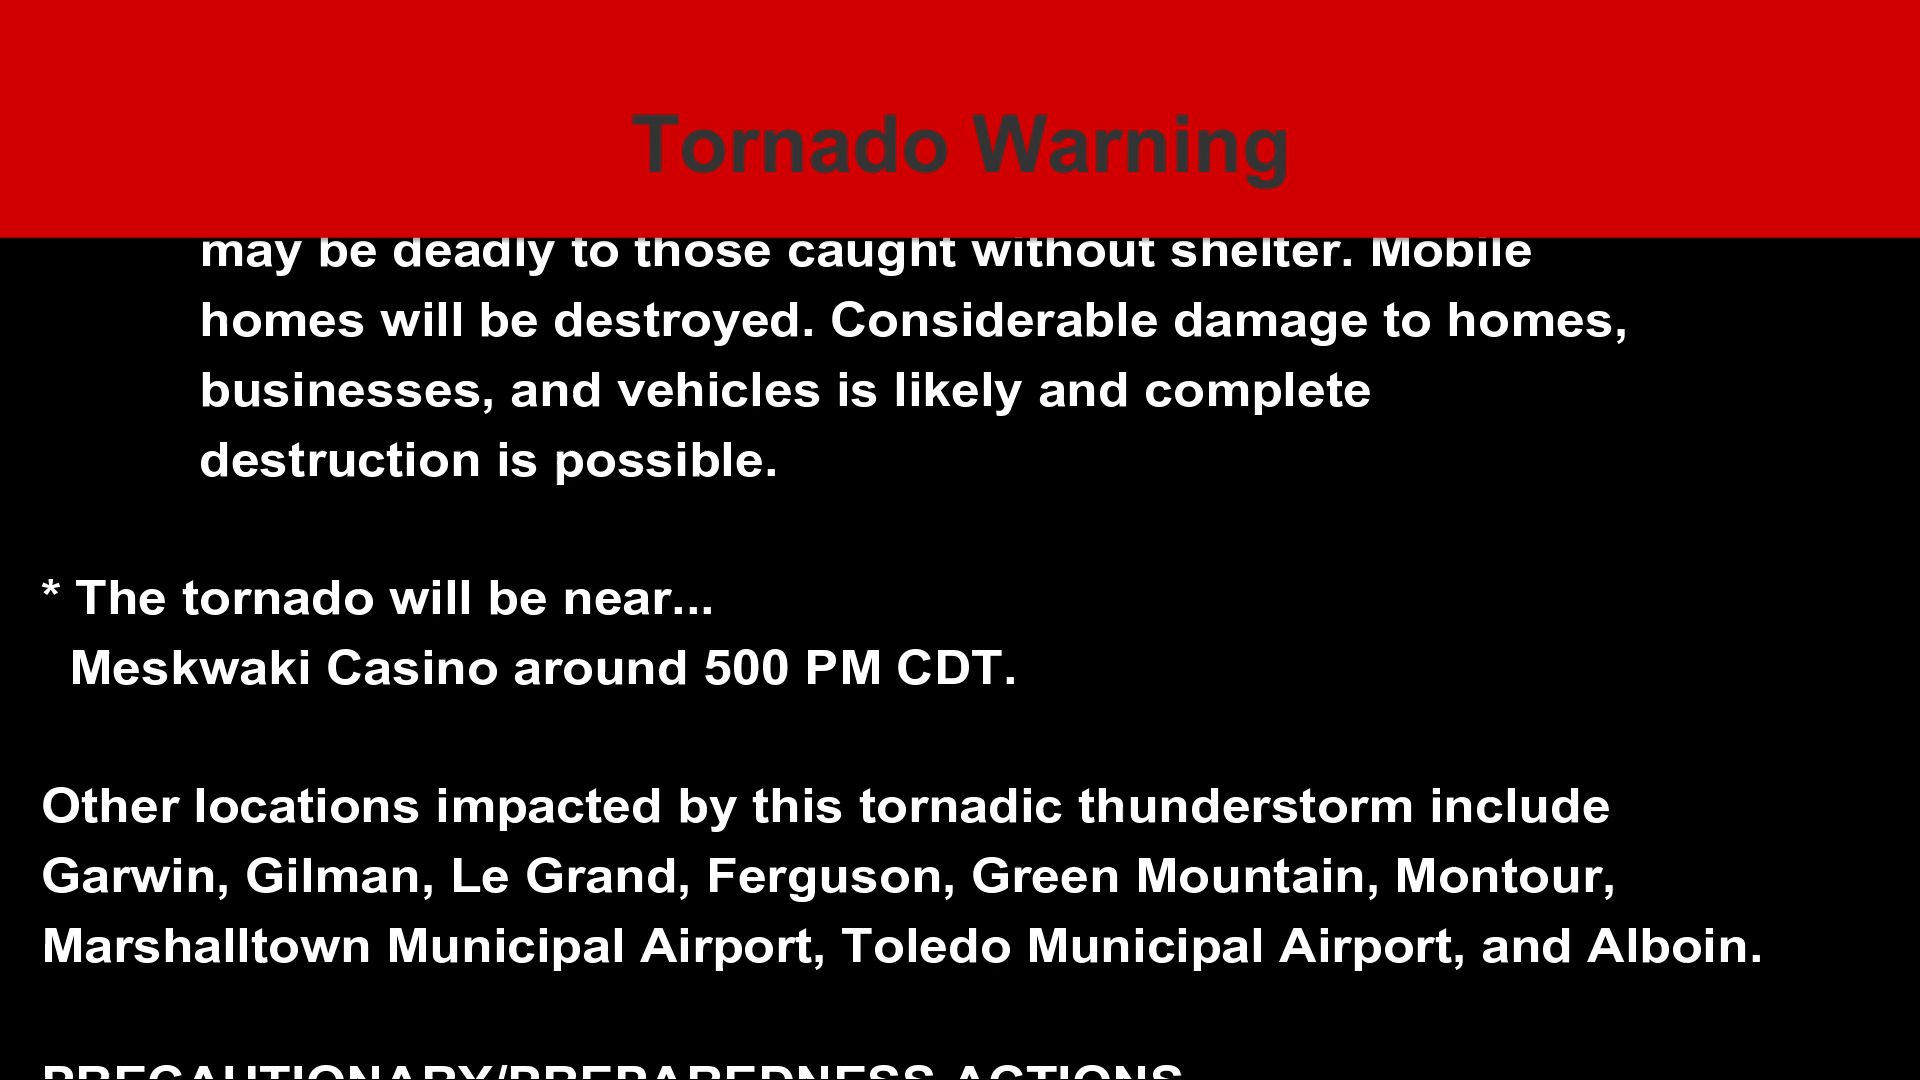 Tornado Warning
may be deadly to those caught without shelter. Mobile
homes will be destroyed. Considerable damage to homes,
businesses, and vehicles is likely and complete
destruction is possible.
* The tornado will be near...
Meskwaki Casino around 500 PM CDT.
Other locations impacted by this tornadic thunderstorm include
Garwin, Gilman, Le Grand, Ferguson, Green Mountain, Montour,
Marshalltown Municipal Airport, Toledo Municipal Airport, and Alboin.
PRECAUTIONARY/PREPAREDNESS ACTIONS